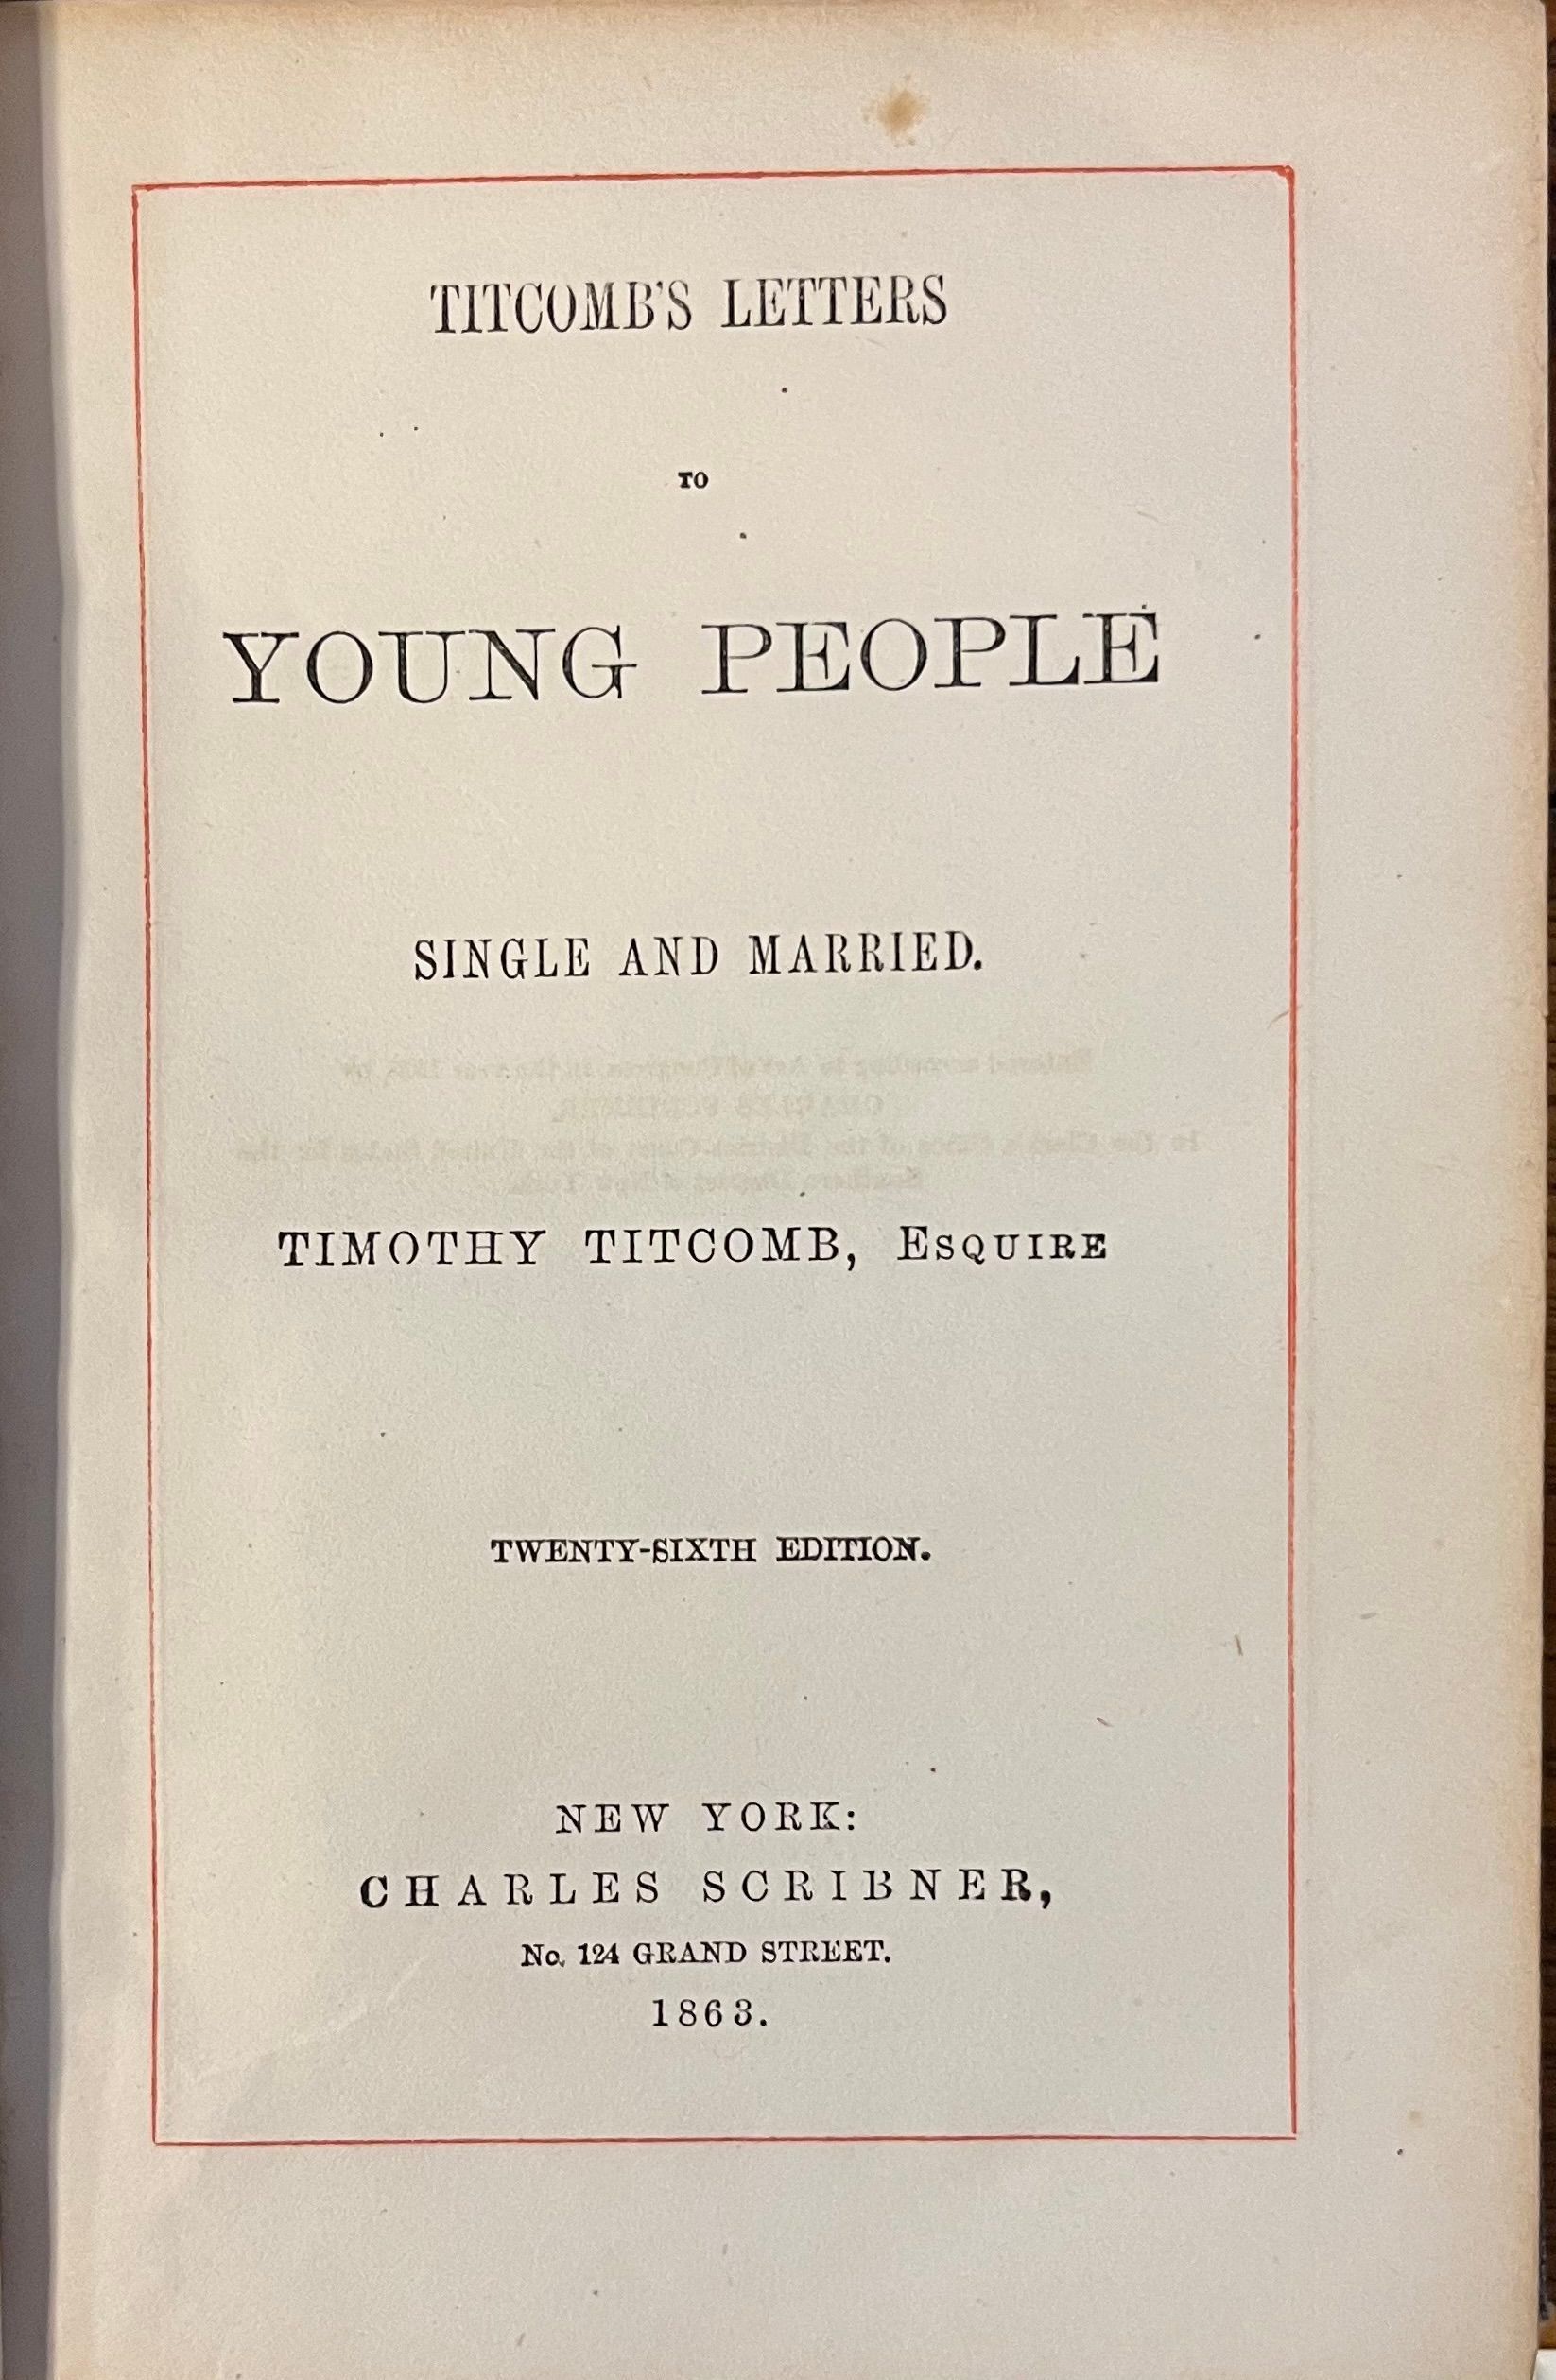 TITCOMB'S LETTERS
TO
YOUNG PEOPLE
SINGLE AND MARRIED.
TIMOTHY TITCOMB, ESQUIRE
TWENTY-SIXTH EDITION.
NEW YORK:
CHARLES SCRIBNER,
No. 124 GRAND STREET.
1863.